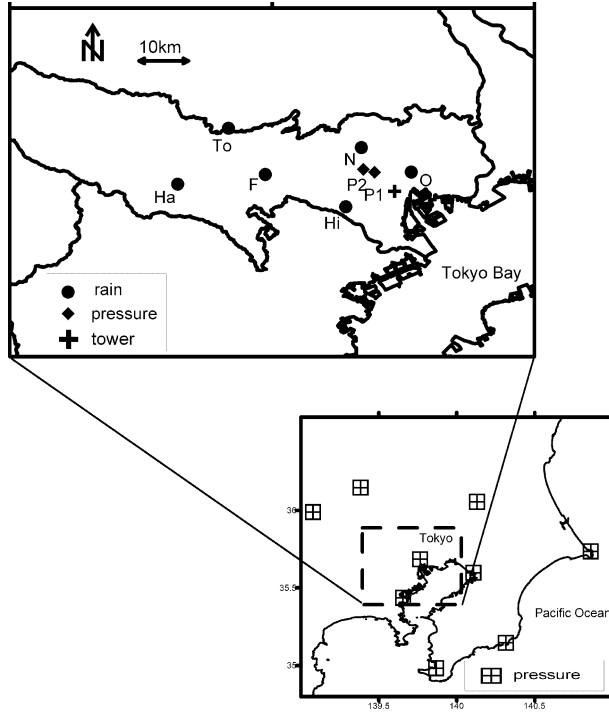 N
10km
To
N
O
F
P2
P1
Ha
Hi
Tokyo Bay
rain
pressure
tower
36
Tokyo
35.5
Pacific Ocean
35
pressure
139.5 140 140.5